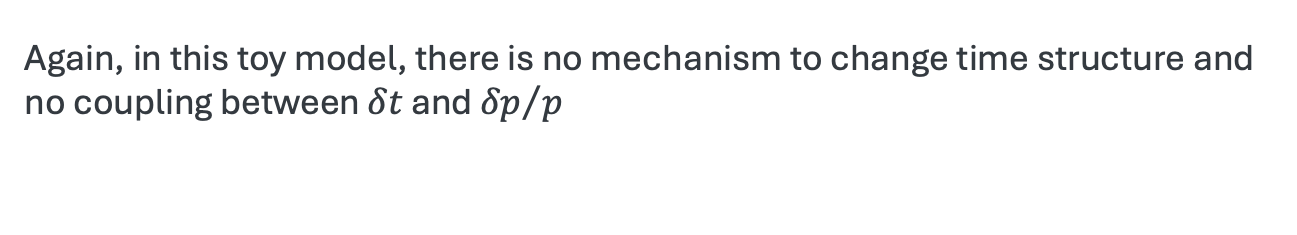 Again, in this toy model, there is no mechanism to change time structure and
no coupling between 𝛿𝑡 and 𝛿𝑝/𝑝